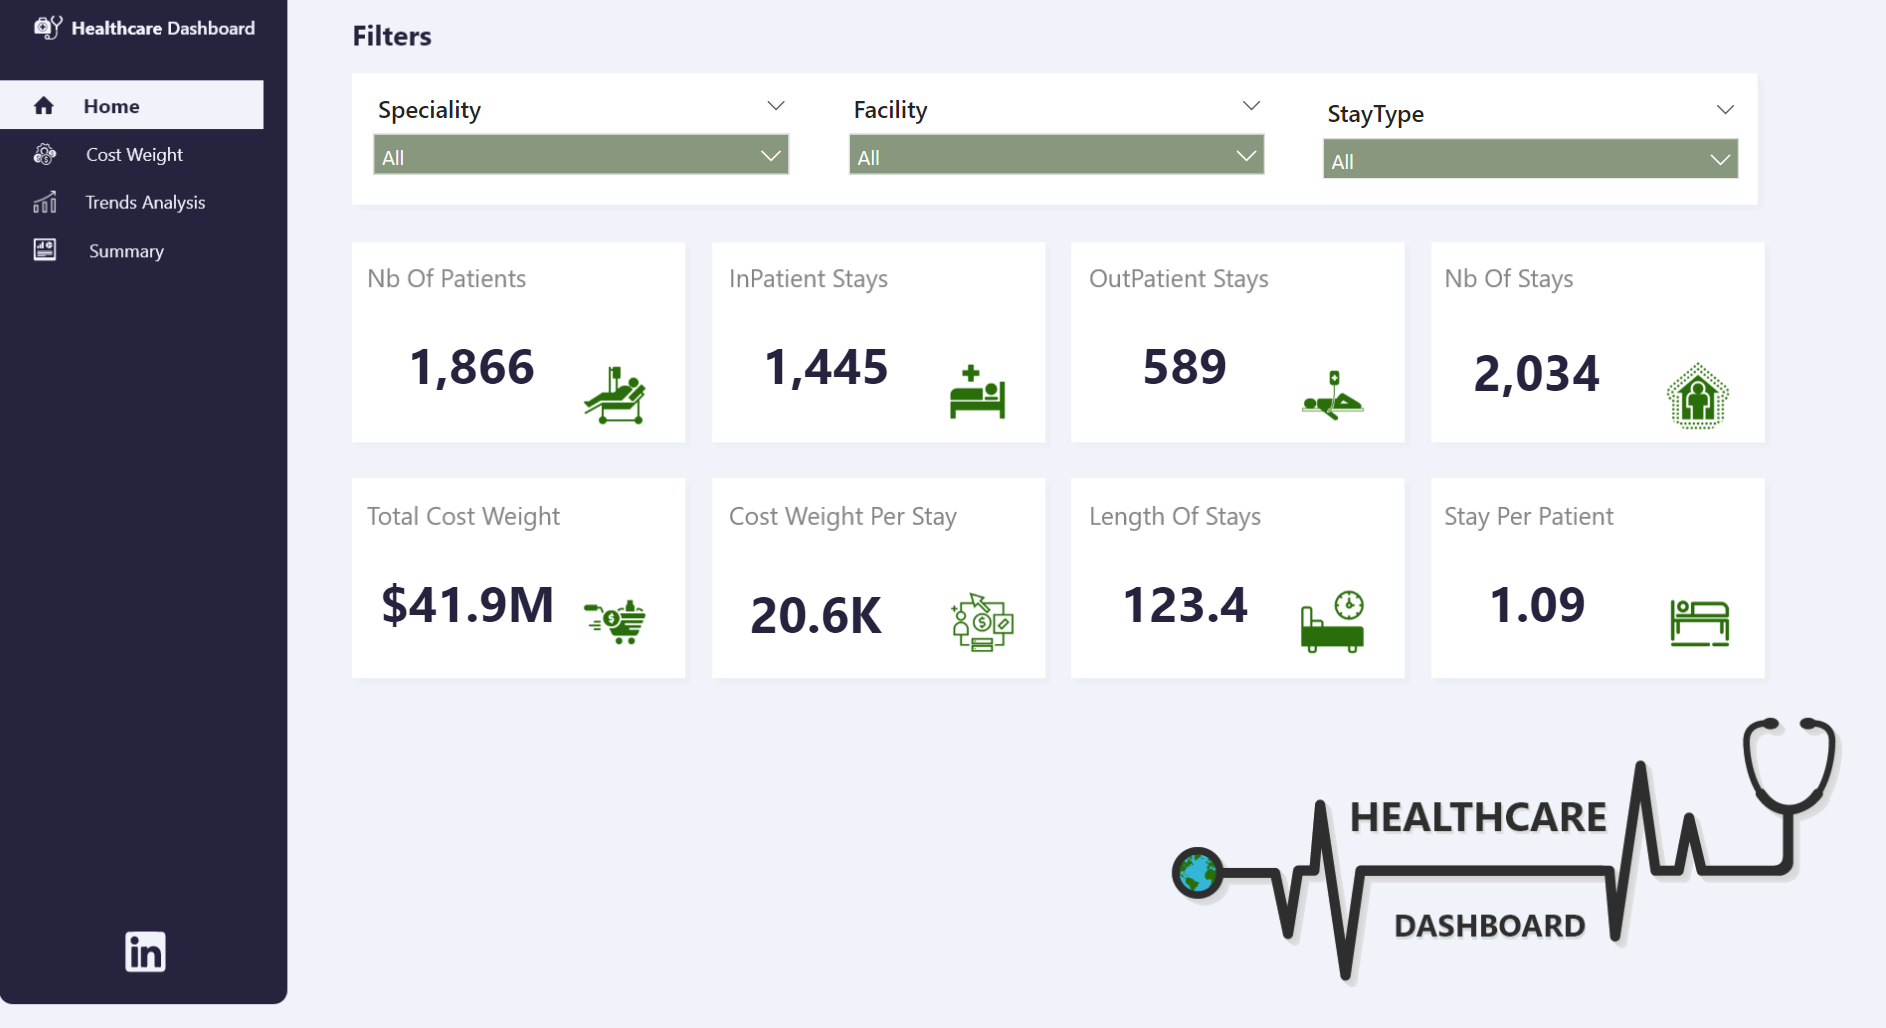 Healthcare Dashboard
Home
Cost Weight
Trends Analysis
Summary
in
Filters
Speciality
All
Facility
All
StayType
All
Nb Of Patients
1,866
InPatient Stays
1,445
OutPatient Stays
589
Nb Of Stays
2,034
Total Cost Weight
$41.9M
Cost Weight Per Stay
20.6K
Length Of Stays
123.4
Stay Per Patient
1.09
HEALTHCARE
DASHBOARD